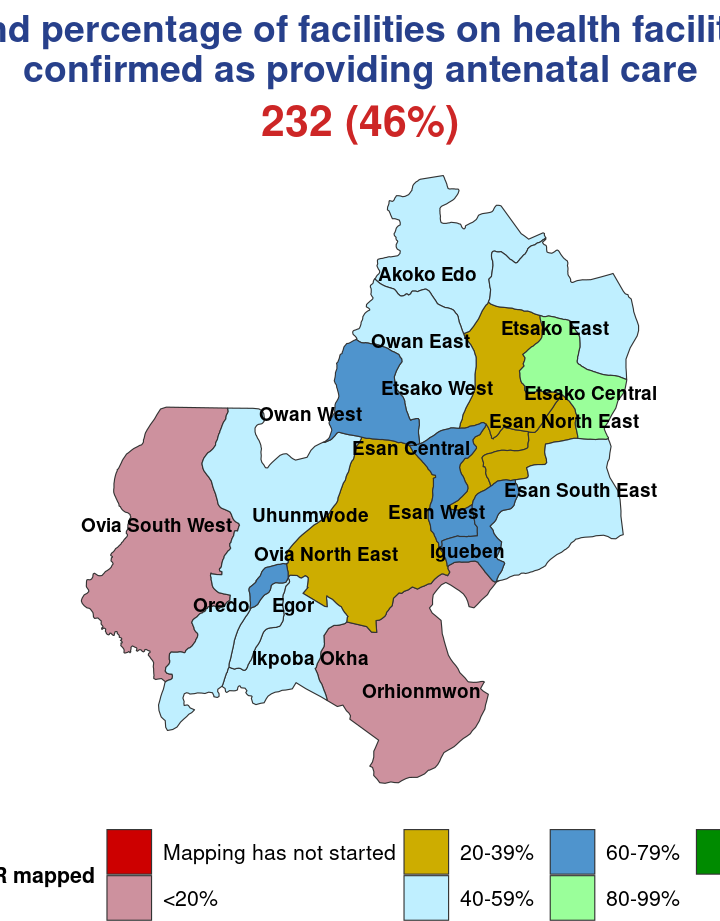 nd percentage of facilities on health facilit
confirmed as providing antenatal care
232 (46%)
Akoko Edo
Etsako East
Owan East
Etsako West
Etsako Central
Owan West
Esan North East
Esan Central
Esan South East
Esan West
Uhunmwode
Ovia South West
Igueben
Ovia North East
Oredo
Egor
Ikpoba Okha
Orhionmwon
Mapping has not started
20-39%
60-79%
R mapped
<20%
40-59%
80-99%